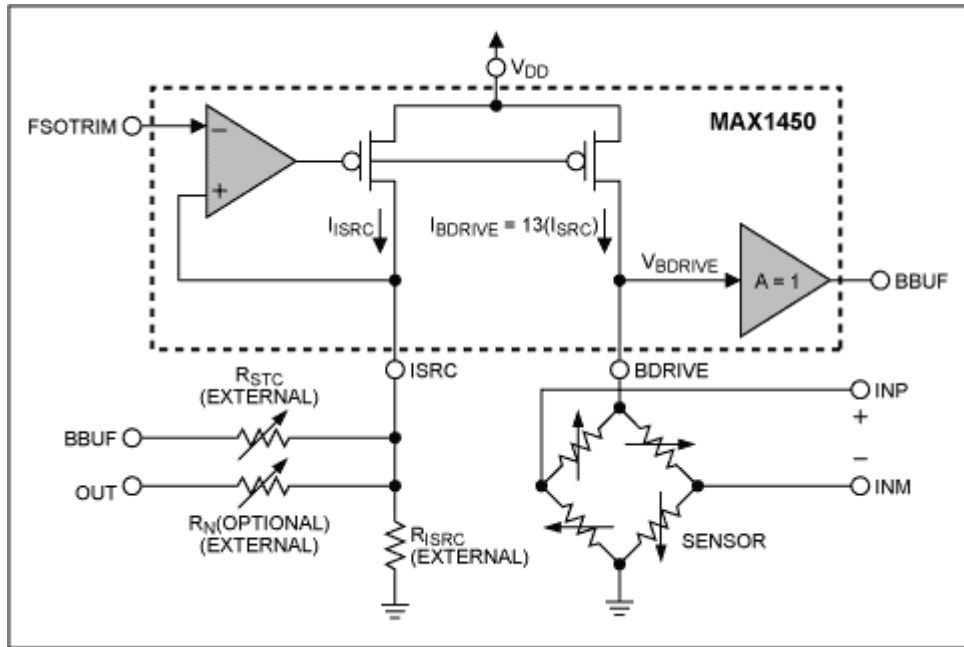 VDD
MAX1450
FSOTRIM
−
+
IISRC
IBDRIVE = 13(ISRC)
VBDRIVE
A = 1
BBUF
ISRC
BDRIVE
RSTC
(EXTERNAL)
BBUF
OUT
RN(OPTIONAL)
(EXTERNAL)
RISRC
(EXTERNAL)
INP
+
−
INM
SENSOR